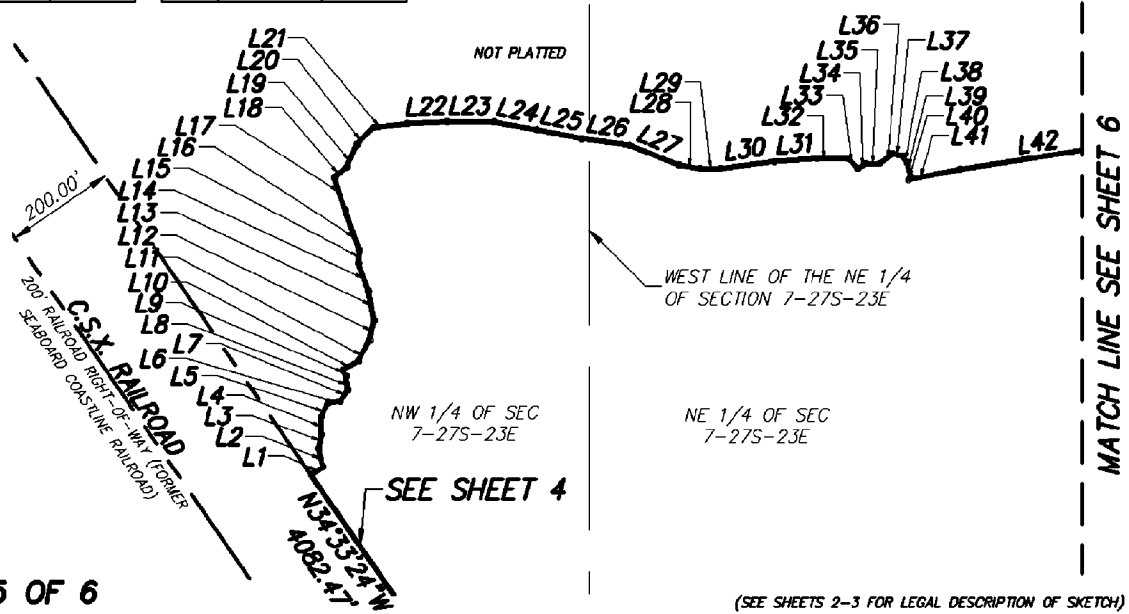 L36
L21
L35
L37
L20
NOT PLATTED
L34
L38
L19
L29
L33
L39
L18
L28
L32
L40
L41
L22 L23 L24 L25 L26 L27 L30 L31 L42
L17
L16
L15
L14
L13
L12
L11
L10
L9
L8
L7
L6
L5
L4
L3
L2
L1
200.00'
WEST LINE OF THE NE 1/4
OF SECTION 7-27S-23E
C.S.X. RAILROAD
200' RAILROAD RIGHT-OF-WAY (FORMER
SEABOARD COASTLINE RAILROAD)
NW 1/4 OF SEC
7-27S-23E
NE 1/4 OF SEC
7-27S-23E
MATCH LINE SEE SHEET 6
SEE SHEET 4
N34°33'24"W
4082.47'
5 OF 6
(SEE SHEETS 2-3 FOR LEGAL DESCRIPTION OF SKETCH)